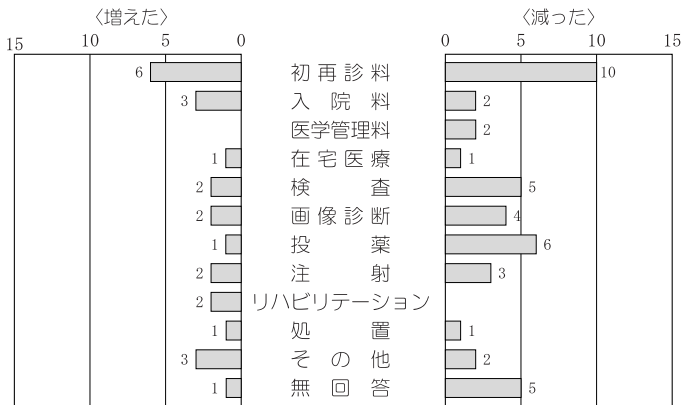 〈増えた〉 〈減った〉
15 10 5 0 0 5 10 15
6 初再診料 10
3 入院料 2
医学管理料 2
1 在宅医療 1
2 検査 5
2 画像診断 4
1 投薬 6
2 注射 3
2 リハビリテーション
1 処置 1
3 その他 2
1 無回答 5